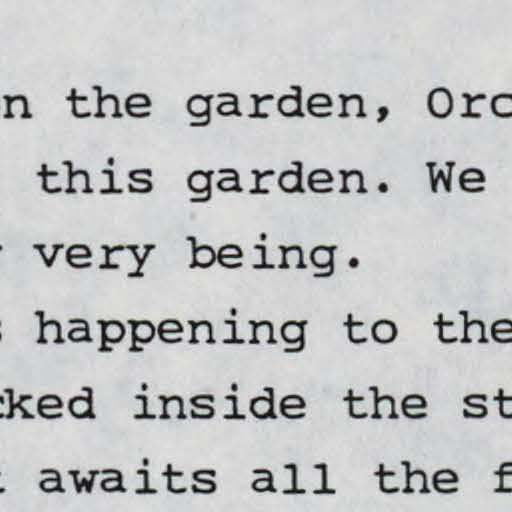 n the garden, Orc
this garden. We
very being.
happening to the
cked inside the st
awaits all the f